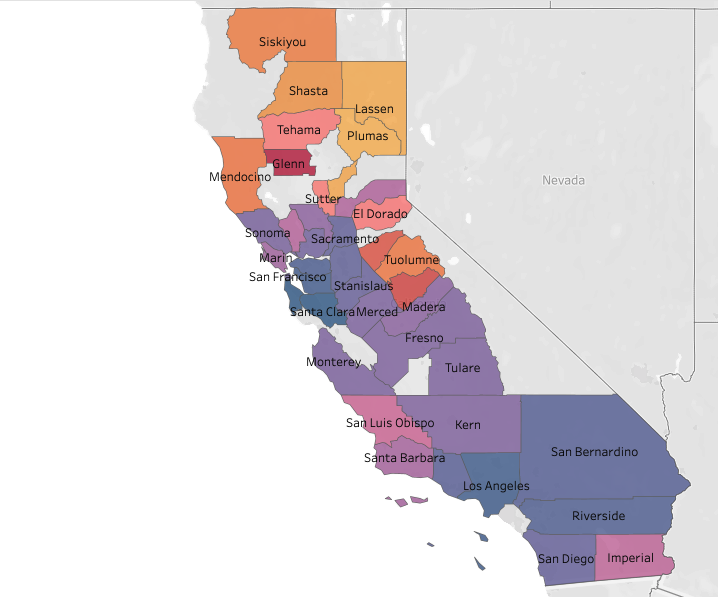 Siskiyou
Shasta
Lassen
Tehama
Plumas
Glenn
Mendocino
Nevada
Sutter
El Dorado
Sonoma
Sacramento
Marin
Tuolumne
San Francisco
Stanislaus
Santa Clara
Merced
Madera
Fresno
Monterey
Tulare
San Luis Obispo
Kern
San Bernardino
Santa Barbara
Los Angeles
Riverside
San Diego
Imperial